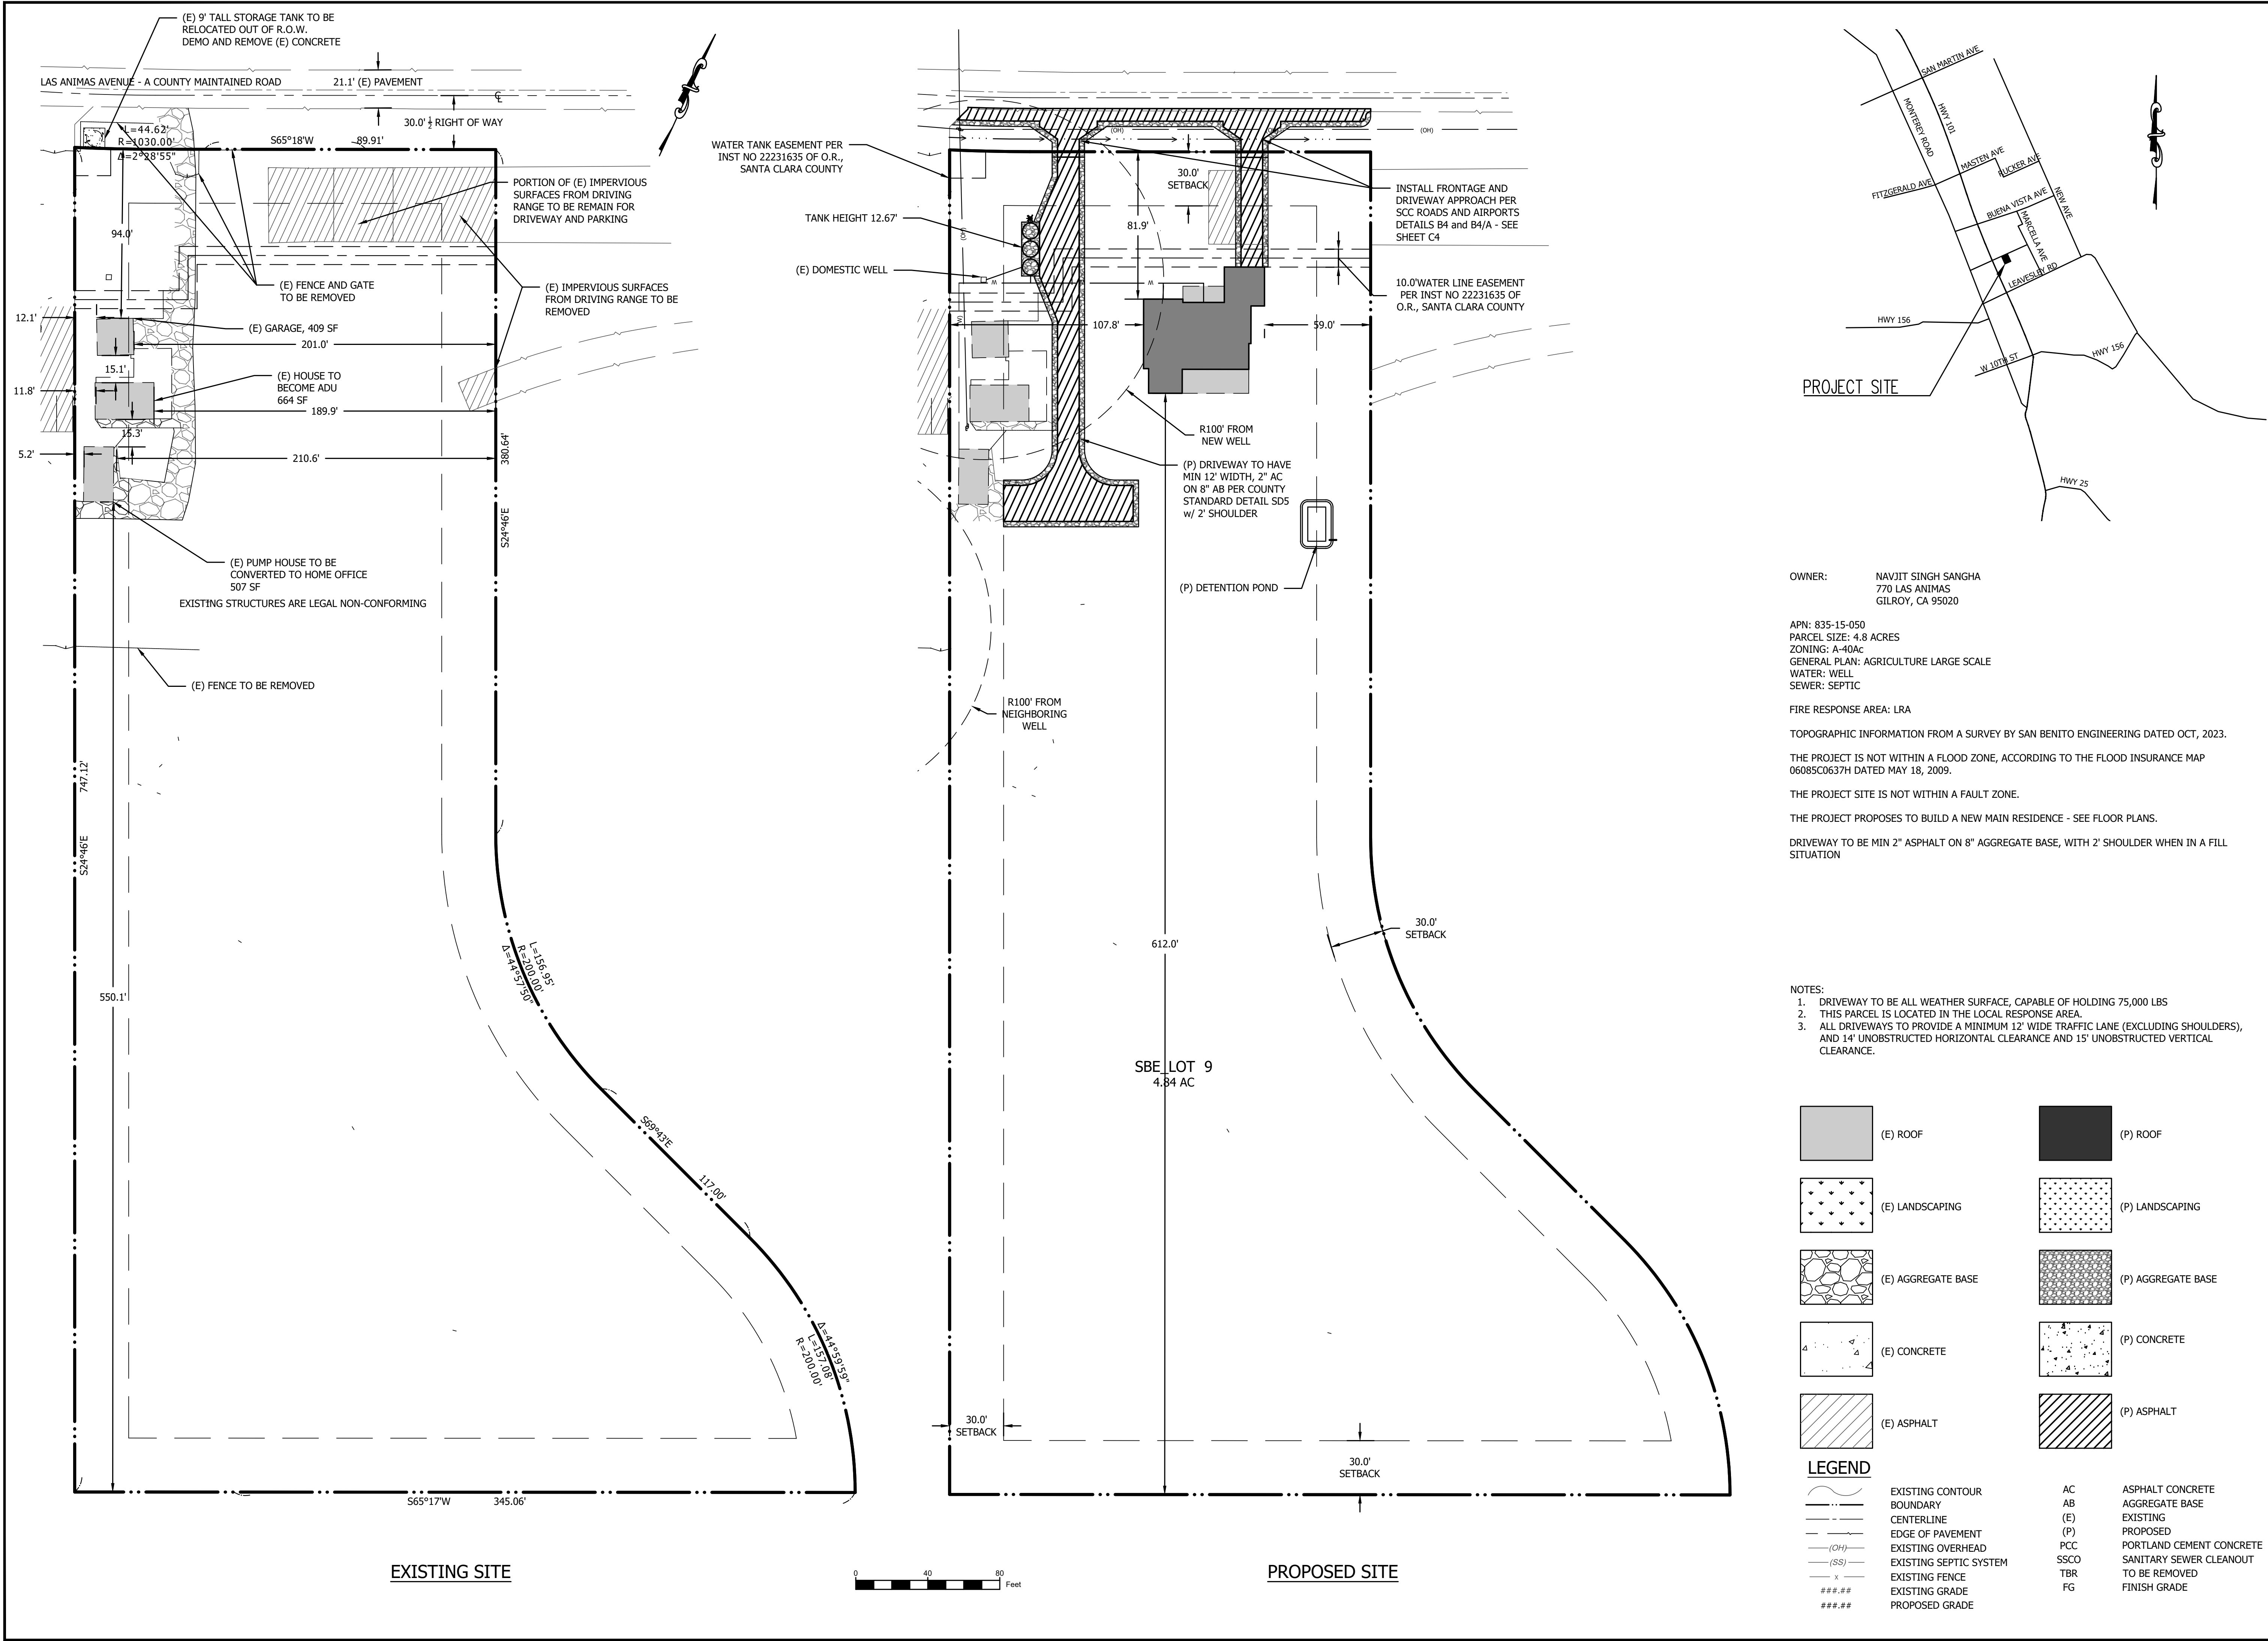 (E) 9' TALL STORAGE TANK TO BE
RELOCATED OUT OF R.O.W.
DEMO AND REMOVE (E) CONCRETE
LAS ANIMAS AVENUE - A COUNTY MAINTAINED ROAD
21.1' (E) PAVEMENT
℄
30.0' ½ RIGHT OF WAY
L=44.62'
R=1030.00'
Δ=2°28'55"
S65°18'W 89.91'
PORTION OF (E) IMPERVIOUS
SURFACES FROM DRIVING
RANGE TO BE REMAIN FOR
DRIVEWAY AND PARKING
94.0'
(E) FENCE AND GATE
TO BE REMOVED
(E) IMPERVIOUS SURFACES
FROM DRIVING RANGE TO BE
REMOVED
12.1'
(E) GARAGE, 409 SF
201.0'
15.1'
(E) HOUSE TO
BECOME ADU
664 SF
11.8'
189.9'
15.3'
5.2'
210.6'
380.64'
S24°46'E
(E) PUMP HOUSE TO BE
CONVERTED TO HOME OFFICE
507 SF
EXISTING STRUCTURES ARE LEGAL NON-CONFORMING
(E) FENCE TO BE REMOVED
747.12'
S24°46'E
550.1'
L=156.95'
R=200.00'
Δ=44°57'50"
S69°43'E
117.00'
Δ=44°59'59"
L=157.08'
R=200.00'
S65°17'W 345.06'
EXISTING SITE
0 40 80
Feet
WATER TANK EASEMENT PER
INST NO 22231635 OF O.R.,
SANTA CLARA COUNTY
TANK HEIGHT 12.67'
(E) DOMESTIC WELL
(OH)
(OH)
(OH)
(OH)
(W)
W
W
30.0'
SETBACK
81.9'
INSTALL FRONTAGE AND
DRIVEWAY APPROACH PER
SCC ROADS AND AIRPORTS
DETAILS B4 and B4/A - SEE
SHEET C4
10.0'WATER LINE EASEMENT
PER INST NO 22231635 OF
O.R., SANTA CLARA COUNTY
107.8'
59.0'
R100' FROM
NEW WELL
(P) DRIVEWAY TO HAVE
MIN 12' WIDTH, 2" AC
ON 8" AB PER COUNTY
STANDARD DETAIL SD5
w/ 2' SHOULDER
(P) DETENTION POND
R100' FROM
NEIGHBORING
WELL
30.0'
SETBACK
612.0'
SBE_LOT 9
4.84 AC
30.0'
SETBACK
30.0'
SETBACK
PROPOSED SITE
SAN MARTIN AVE
MONTEREY ROAD
HWY 101
MASTEN AVE
RUCKER AVE
FITZGERALD AVE
NEW AVE
BUENA VISTA AVE
MARCELLA AVE
LEAVESLEY RD
HWY 156
HWY 156
W 10TH ST
PROJECT SITE
HWY 25
OWNER: NAVJIT SINGH SANGHA
770 LAS ANIMAS
GILROY, CA 95020
APN: 835-15-050
PARCEL SIZE: 4.8 ACRES
ZONING: A-40Ac
GENERAL PLAN: AGRICULTURE LARGE SCALE
WATER: WELL
SEWER: SEPTIC
FIRE RESPONSE AREA: LRA
TOPOGRAPHIC INFORMATION FROM A SURVEY BY SAN BENITO ENGINEERING DATED OCT, 2023.
THE PROJECT IS NOT WITHIN A FLOOD ZONE, ACCORDING TO THE FLOOD INSURANCE MAP
06085C0637H DATED MAY 18, 2009.
THE PROJECT SITE IS NOT WITHIN A FAULT ZONE.
THE PROJECT PROPOSES TO BUILD A NEW MAIN RESIDENCE - SEE FLOOR PLANS.
DRIVEWAY TO BE MIN 2" ASPHALT ON 8" AGGREGATE BASE, WITH 2' SHOULDER WHEN IN A FILL
SITUATION
NOTES:
1. DRIVEWAY TO BE ALL WEATHER SURFACE, CAPABLE OF HOLDING 75,000 LBS
2. THIS PARCEL IS LOCATED IN THE LOCAL RESPONSE AREA.
3. ALL DRIVEWAYS TO PROVIDE A MINIMUM 12' WIDE TRAFFIC LANE (EXCLUDING SHOULDERS),
AND 14' UNOBSTRUCTED HORIZONTAL CLEARANCE AND 15' UNOBSTRUCTED VERTICAL
CLEARANCE.
(E) ROOF (P) ROOF
(E) LANDSCAPING (P) LANDSCAPING
(E) AGGREGATE BASE (P) AGGREGATE BASE
(E) CONCRETE (P) CONCRETE
(E) ASPHALT (P) ASPHALT
LEGEND
EXISTING CONTOUR
BOUNDARY
CENTERLINE
EDGE OF PAVEMENT
(OH) EXISTING OVERHEAD
(SS) EXISTING SEPTIC SYSTEM
X EXISTING FENCE
###.## EXISTING GRADE
###.## PROPOSED GRADE
AC ASPHALT CONCRETE
AB AGGREGATE BASE
(E) EXISTING
(P) PROPOSED
PCC PORTLAND CEMENT CONCRETE
SSCO SANITARY SEWER CLEANOUT
TBR TO BE REMOVED
FG FINISH GRADE